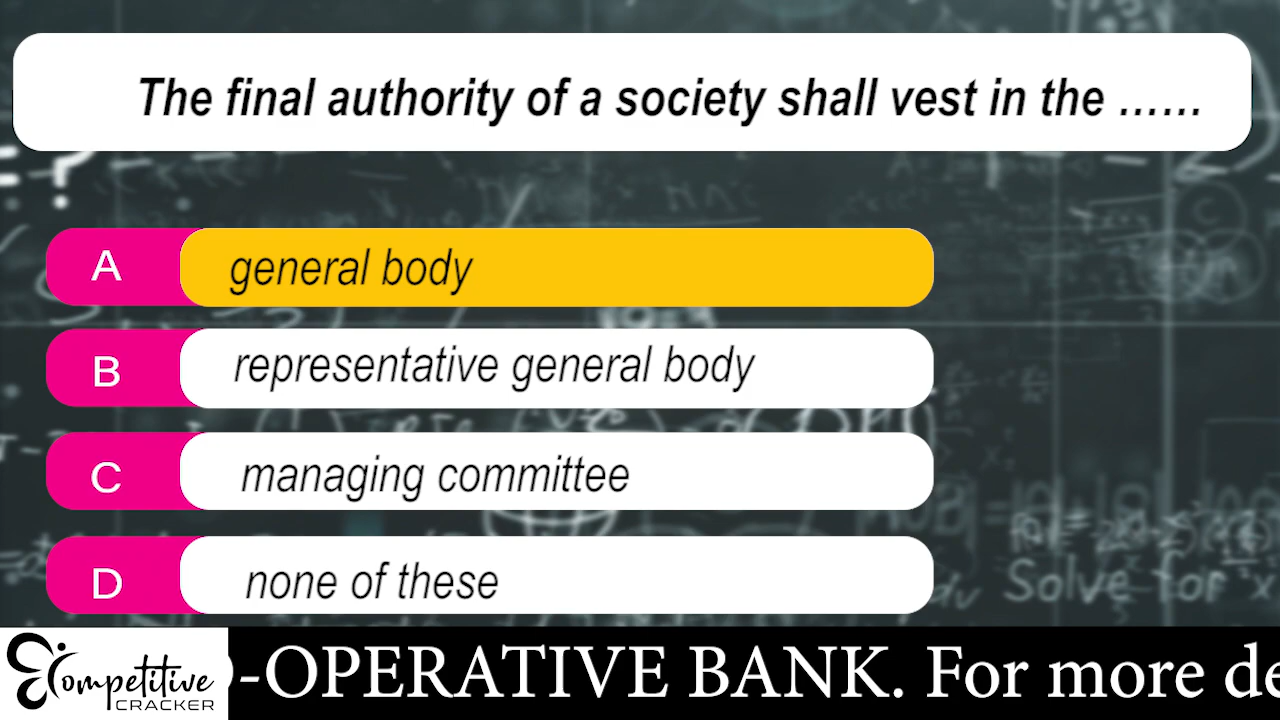 The final authority of a society shall vest in the ......
A general body
B representative general body
C managing committee
D none of these
Competitive
CRACKER
-OPERATIVE BANK. For more de